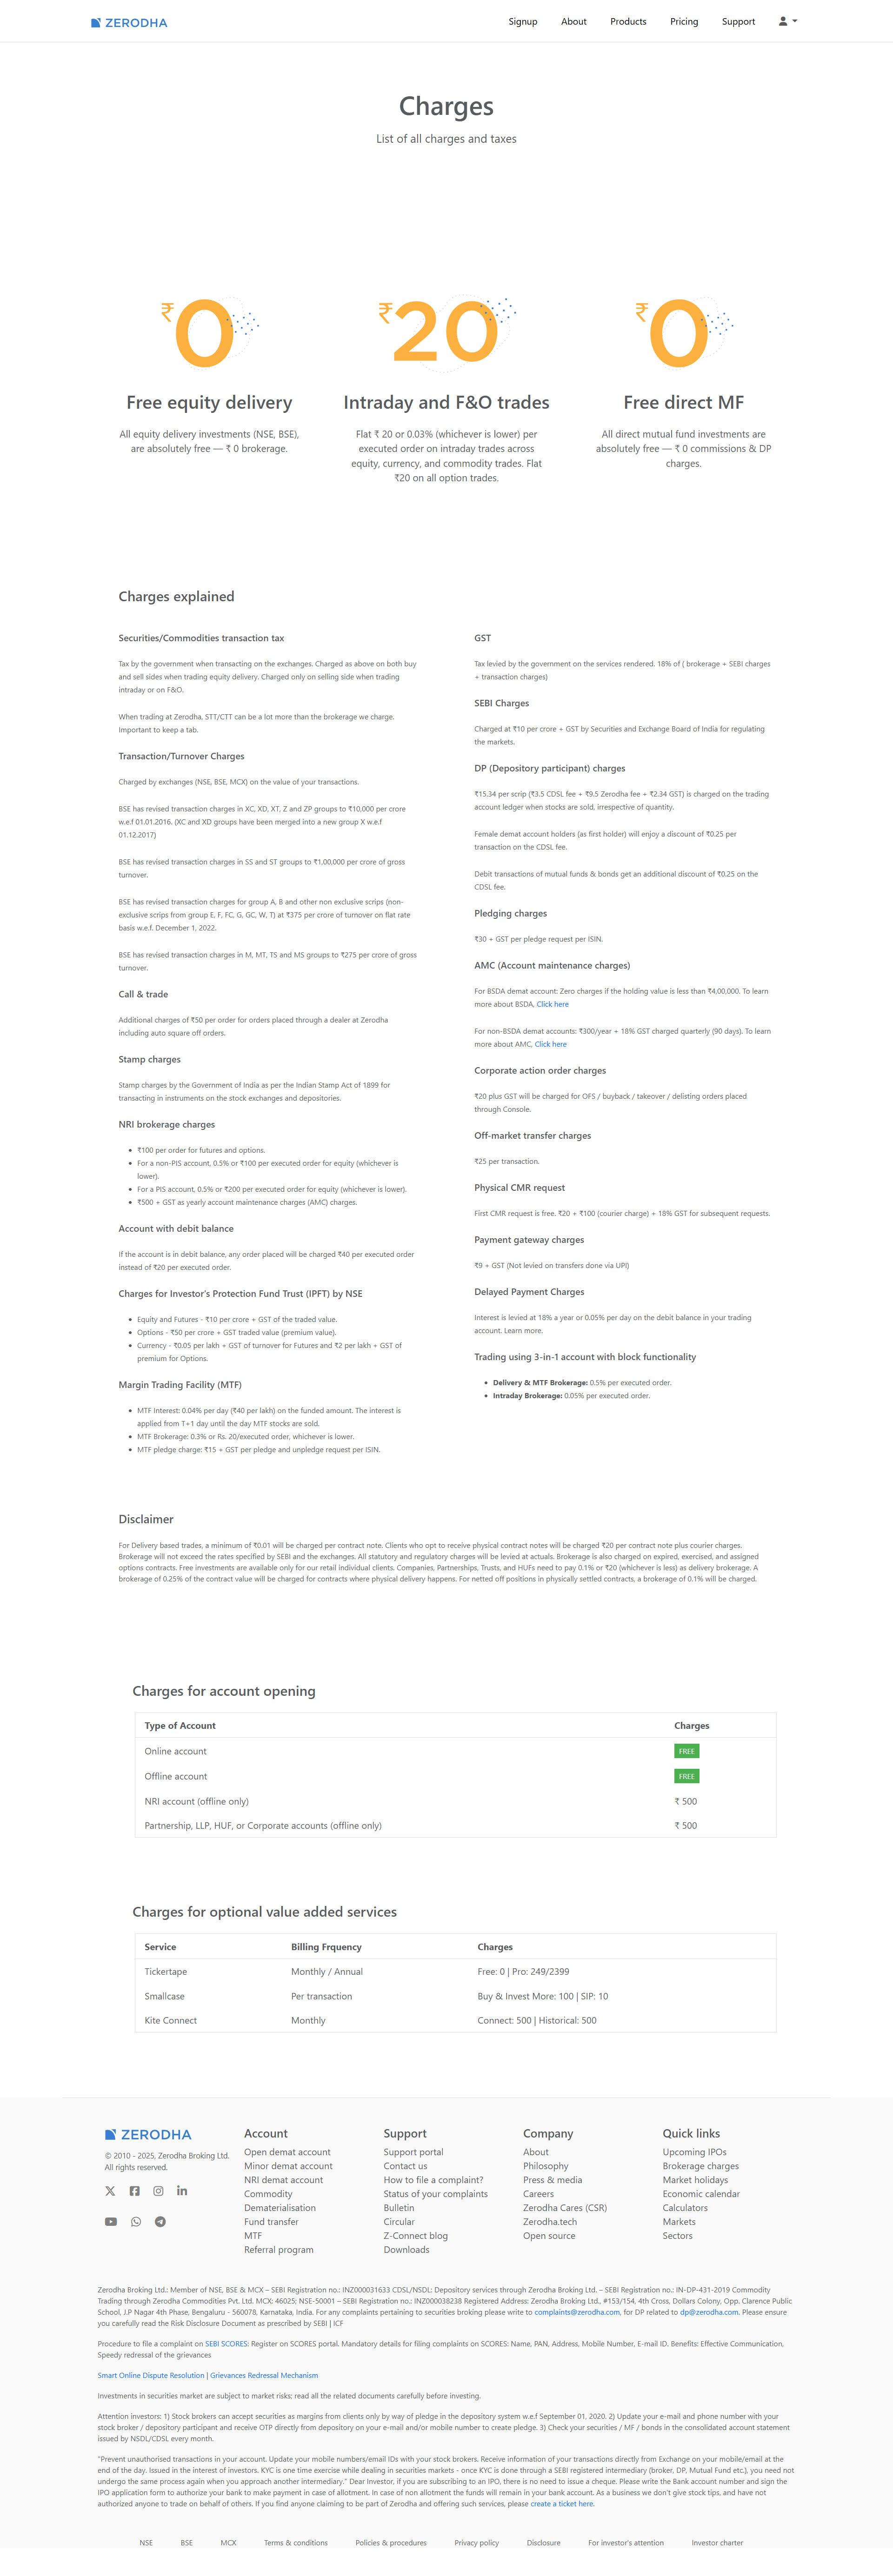 ZERODHA
Signup
About
Products
Pricing
Support
Charges
List of all charges and taxes
₹0
Free equity delivery
All equity delivery investments (NSE, BSE),
are absolutely free — ₹ 0 brokerage.
₹20
Intraday and F&O trades
Flat ₹ 20 or 0.03% (whichever is lower) per
executed order on intraday trades across
equity, currency, and commodity trades. Flat
₹20 on all option trades.
₹0
Free direct MF
All direct mutual fund investments are
absolutely free — ₹ 0 commissions & DP
charges.
Charges explained
Securities/Commodities transaction tax
Tax by the government when transacting on the exchanges. Charged as above on both buy
and sell sides when trading equity delivery. Charged only on selling side when trading
intraday or on F&O.
When trading at Zerodha, STT/CTT can be a lot more than the brokerage we charge.
Important to keep a tab.
Transaction/Turnover Charges
Charged by exchanges (NSE, BSE, MCX) on the value of your transactions.
BSE has revised transaction charges in XC, XD, XT, Z and ZP groups to ₹10,000 per crore
w.e.f 01.01.2016. (XC and XD groups have been merged into a new group X w.e.f
01.12.2017)
BSE has revised transaction charges in SS and ST groups to ₹1,00,000 per crore of gross
turnover.
BSE has revised transaction charges for group A, B and other non exclusive scrips (non-
exclusive scrips from group E, F, FC, G, GC, W, T) at ₹375 per crore of turnover on flat rate
basis w.e.f. December 1, 2022.
BSE has revised transaction charges in M, MT, TS and MS groups to ₹275 per crore of gross
turnover.
Call & trade
Additional charges of ₹50 per order for orders placed through a dealer at Zerodha
including auto square off orders.
Stamp charges
Stamp charges by the Government of India as per the Indian Stamp Act of 1899 for
transacting in instruments on the stock exchanges and depositories.
NRI brokerage charges
• ₹100 per order for futures and options.
• For a non-PIS account, 0.5% or ₹100 per executed order for equity (whichever is
lower).
• For a PIS account, 0.5% or ₹200 per executed order for equity (whichever is lower).
• ₹500 + GST as yearly account maintenance charges (AMC) charges.
Account with debit balance
If the account is in debit balance, any order placed will be charged ₹40 per executed order
instead of ₹20 per executed order.
Charges for Investor's Protection Fund Trust (IPFT) by NSE
• Equity and Futures - ₹10 per crore + GST of the traded value.
• Options - ₹50 per crore + GST traded value (premium value).
• Currency - ₹0.05 per lakh + GST of turnover for Futures and ₹2 per lakh + GST of
premium for Options.
Margin Trading Facility (MTF)
• MTF Interest: 0.04% per day (₹40 per lakh) on the funded amount. The interest is
applied from T+1 day until the day MTF stocks are sold.
• MTF Brokerage: 0.3% or Rs. 20/executed order, whichever is lower.
• MTF pledge charge: ₹15 + GST per pledge and unpledge request per ISIN.
GST
Tax levied by the government on the services rendered. 18% of ( brokerage + SEBI charges
+ transaction charges)
SEBI Charges
Charged at ₹10 per crore + GST by Securities and Exchange Board of India for regulating
the markets.
DP (Depository participant) charges
₹15.34 per scrip (₹3.5 CDSL fee + ₹9.5 Zerodha fee + ₹2.34 GST) is charged on the trading
account ledger when stocks are sold, irrespective of quantity.
Female demat account holders (as first holder) will enjoy a discount of ₹0.25 per
transaction on the CDSL fee.
Debit transactions of mutual funds & bonds get an additional discount of ₹0.25 on the
CDSL fee.
Pledging charges
₹30 + GST per pledge request per ISIN.
AMC (Account maintenance charges)
For BSDA demat account: Zero charges if the holding value is less than ₹4,00,000. To learn
more about BSDA, Click here
For non-BSDA demat accounts: ₹300/year + 18% GST charged quarterly (90 days). To learn
more about AMC, Click here
Corporate action order charges
₹20 plus GST will be charged for OFS / buyback / takeover / delisting orders placed
through Console.
Off-market transfer charges
₹25 per transaction.
Physical CMR request
First CMR request is free. ₹20 + ₹100 (courier charge) + 18% GST for subsequent requests.
Payment gateway charges
₹9 + GST (Not levied on transfers done via UPI)
Delayed Payment Charges
Interest is levied at 18% a year or 0.05% per day on the debit balance in your trading
account. Learn more.
Trading using 3-in-1 account with block functionality
• Delivery & MTF Brokerage: 0.5% per executed order.
• Intraday Brokerage: 0.05% per executed order.
Disclaimer
For Delivery based trades, a minimum of ₹0.01 will be charged per contract note. Clients who opt to receive physical contract notes will be charged ₹20 per contract note plus courier charges.
Brokerage will not exceed the rates specified by SEBI and the exchanges. All statutory and regulatory charges will be levied at actuals. Brokerage is also charged on expired, exercised, and assigned
options contracts. Free investments are available only for our retail individual clients. Companies, Partnerships, Trusts, and HUFs need to pay 0.1% or ₹20 (whichever is less) as delivery brokerage. A
brokerage of 0.25% of the contract value will be charged for contracts where physical delivery happens. For netted off positions in physically settled contracts, a brokerage of 0.1% will be charged.
Charges for account opening
Type of Account Charges
Online account FREE
Offline account FREE
NRI account (offline only) ₹ 500
Partnership, LLP, HUF, or Corporate accounts (offline only) ₹ 500
Charges for optional value added services
Service Billing Frquency Charges
Tickertape Monthly / Annual Free: 0 | Pro: 249/2399
Smallcase Per transaction Buy & Invest More: 100 | SIP: 10
Kite Connect Monthly Connect: 500 | Historical: 500
ZERODHA
© 2010 - 2025, Zerodha Broking Ltd.
All rights reserved.
Account
Open demat account
Minor demat account
NRI demat account
Commodity
Dematerialisation
Fund transfer
MTF
Referral program
Support
Support portal
Contact us
How to file a complaint?
Status of your complaints
Bulletin
Circular
Z-Connect blog
Downloads
Company
About
Philosophy
Press & media
Careers
Zerodha Cares (CSR)
Zerodha.tech
Open source
Quick links
Upcoming IPOs
Brokerage charges
Market holidays
Economic calendar
Calculators
Markets
Sectors
Zerodha Broking Ltd.: Member of NSE, BSE & MCX – SEBI Registration no.: INZ000031633 CDSL/NSDL: Depository services through Zerodha Broking Ltd. – SEBI Registration no.: IN-DP-431-2019 Commodity
Trading through Zerodha Commodities Pvt. Ltd. MCX: 46025; NSE-50001 – SEBI Registration no.: INZ000038238 Registered Address: Zerodha Broking Ltd., #153/154, 4th Cross, Dollars Colony, Opp. Clarence Public
School, J.P Nagar 4th Phase, Bengaluru - 560078, Karnataka, India. For any complaints pertaining to securities broking please write to complaints@zerodha.com, for DP related to dp@zerodha.com. Please ensure
you carefully read the Risk Disclosure Document as prescribed by SEBI | ICF
Procedure to file a complaint on SEBI SCORES: Register on SCORES portal. Mandatory details for filing complaints on SCORES: Name, PAN, Address, Mobile Number, E-mail ID. Benefits: Effective Communication,
Speedy redressal of the grievances
Smart Online Dispute Resolution | Grievances Redressal Mechanism
Investments in securities market are subject to market risks; read all the related documents carefully before investing.
Attention investors: 1) Stock brokers can accept securities as margins from clients only by way of pledge in the depository system w.e.f September 01, 2020. 2) Update your e-mail and phone number with your
stock broker / depository participant and receive OTP directly from depository on your e-mail and/or mobile number to create pledge. 3) Check your securities / MF / bonds in the consolidated account statement
issued by NSDL/CDSL every month.
"Prevent unauthorised transactions in your account. Update your mobile numbers/email IDs with your stock brokers. Receive information of your transactions directly from Exchange on your mobile/email at the
end of the day. Issued in the interest of investors. KYC is one time exercise while dealing in securities markets - once KYC is done through a SEBI registered intermediary (broker, DP, Mutual Fund etc.), you need not
undergo the same process again when you approach another intermediary." Dear Investor, if you are subscribing to an IPO, there is no need to issue a cheque. Please write the Bank account number and sign the
IPO application form to authorize your bank to make payment in case of allotment. In case of non allotment the funds will remain in your bank account. As a business we don't give stock tips, and have not
authorized anyone to trade on behalf of others. If you find anyone claiming to be part of Zerodha and offering such services, please create a ticket here.
NSE
BSE
MCX
Terms & conditions
Policies & procedures
Privacy policy
Disclosure
For investor's attention
Investor charter